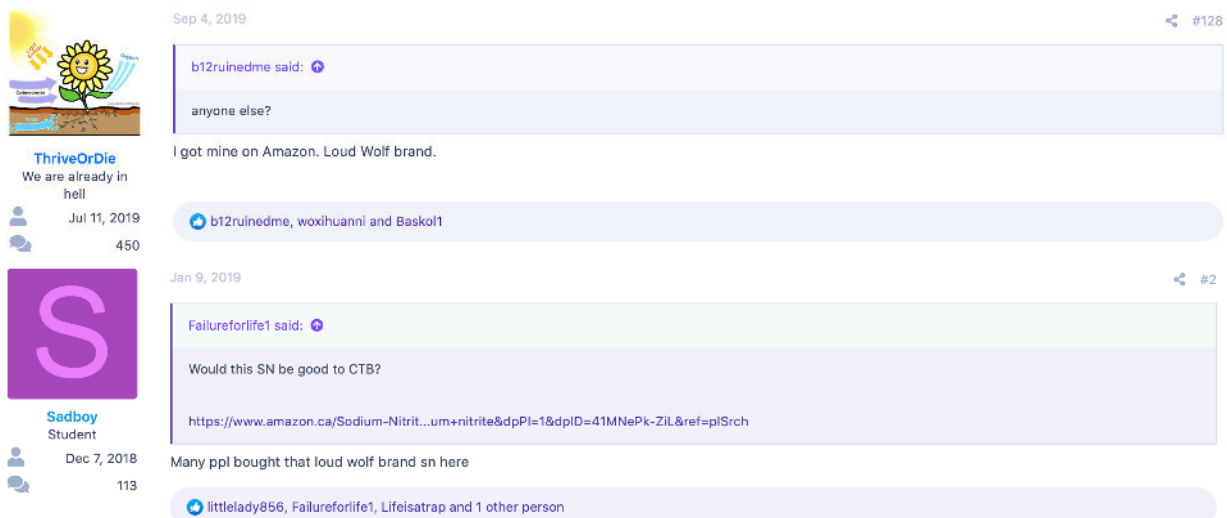 Sep 4, 2019
#128
b12ruinedme said:
anyone else?
I got mine on Amazon. Loud Wolf brand.
ThriveOrDie
We are already in
hell
Jul 11, 2019
450
b12ruinedme, woxihuanni and Baskol1
Jan 9, 2019
#2
S
Failureforlife1 said:
Would this SN be good to CTB?
https://www.amazon.ca/Sodium-Nitrit...um+nitrite&dpPl=1&dpID=41MNePk-ZiL&ref=plSrch
Sadboy
Student
Dec 7, 2018
113
Many ppl bought that loud wolf brand sn here
littlelady856, Failureforlife1, Lifeisatrap and 1 other person